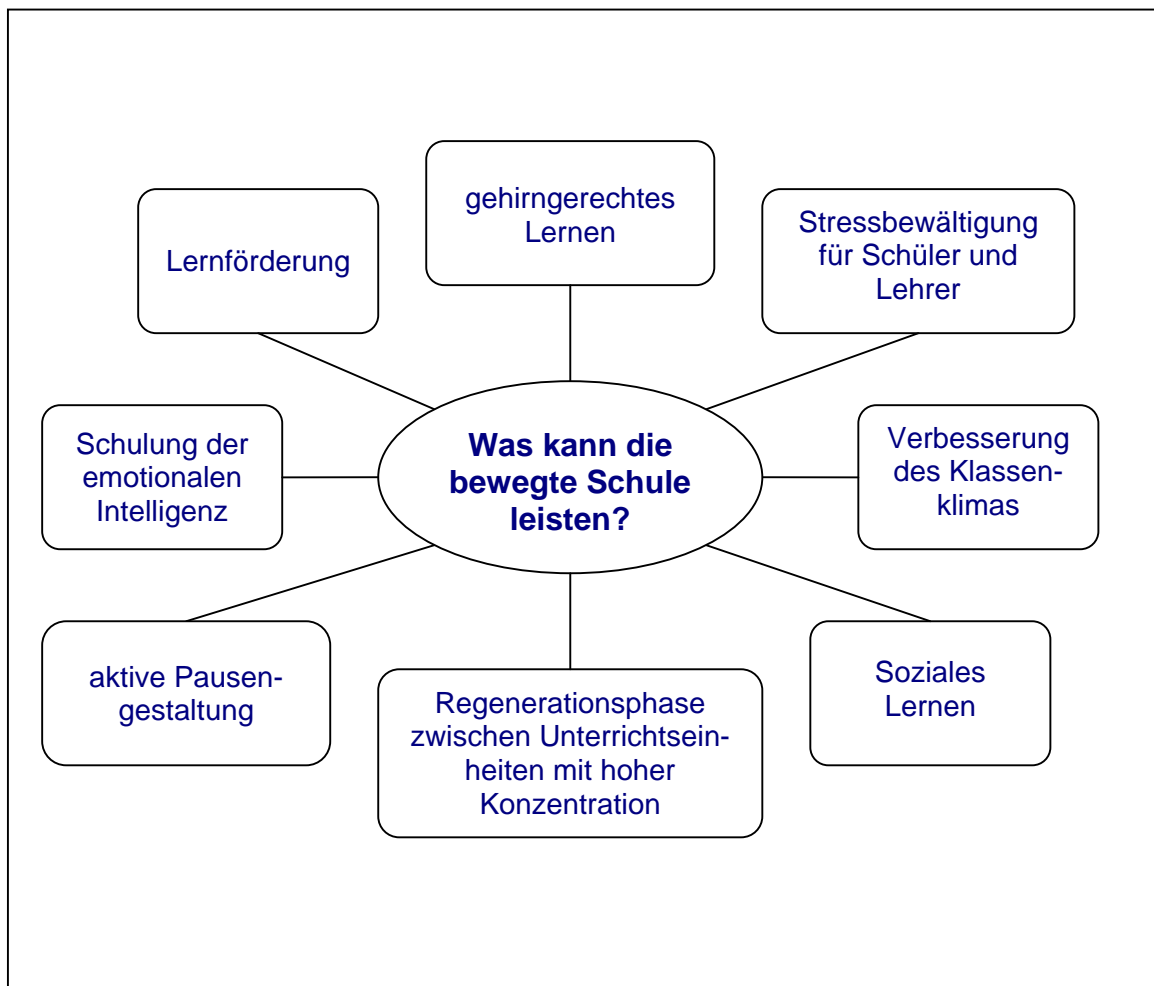 gehirngerechtes
Lernen
Lernförderung
Stressbewältigung
für Schüler und
Lehrer
Schulung der
emotionalen
Intelligenz
Was kann die
bewegte Schule
leisten?
Verbesserung
des Klassen-
klimas
aktive Pausen-
gestaltung
Regenerationsphase
zwischen Unterrichtsein-
heiten mit hoher
Konzentration
Soziales
Lernen